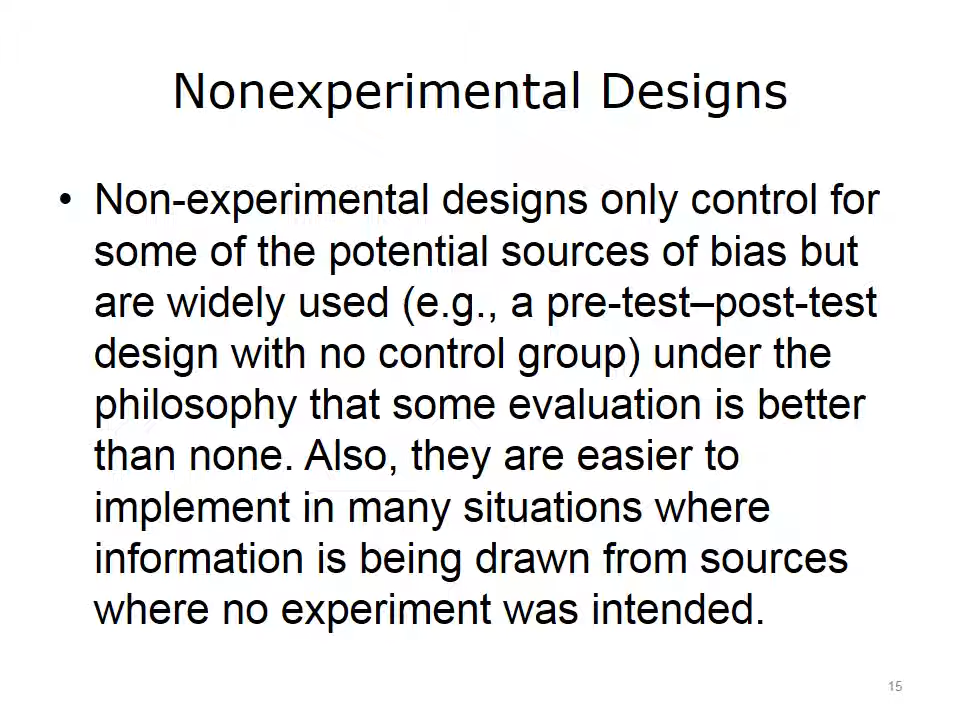 Nonexperimental Designs
• Non-experimental designs only control for
some of the potential sources of bias but
are widely used (e.g., a pre-test–post-test
design with no control group) under the
philosophy that some evaluation is better
than none. Also, they are easier to
implement in many situations where
information is being drawn from sources
where no experiment was intended.
15